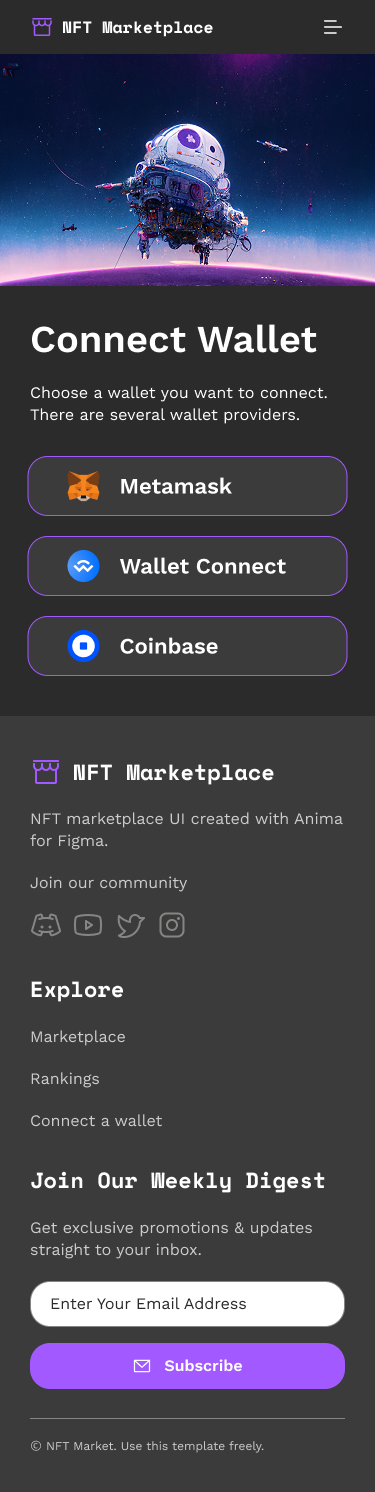 NFT Marketplace
Connect Wallet
Choose a wallet you want to connect.
There are several wallet providers.
Metamask
Wallet Connect
Coinbase
NFT Marketplace
NFT marketplace UI created with Anima
for Figma.
Join our community
Explore
Marketplace
Rankings
Connect a wallet
Join Our Weekly Digest
Get exclusive promotions & updates
straight to your inbox.
Enter Your Email Address
Subscribe
© NFT Market. Use this template freely.